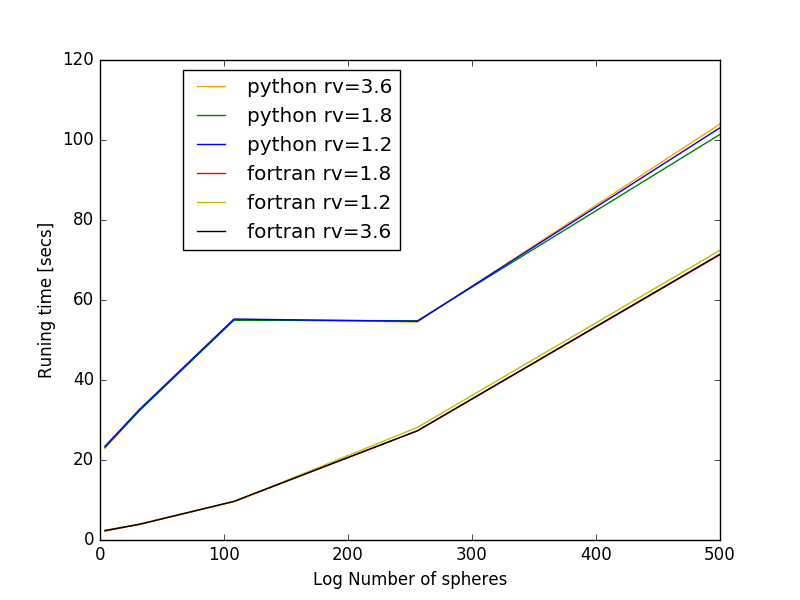 120
100
80
60
40
20
0
Runing time [secs]
python rv=3.6
python rv=1.8
python rv=1.2
fortran rv=1.8
fortran rv=1.2
fortran rv=3.6
0 100 200 300 400 500
Log Number of spheres